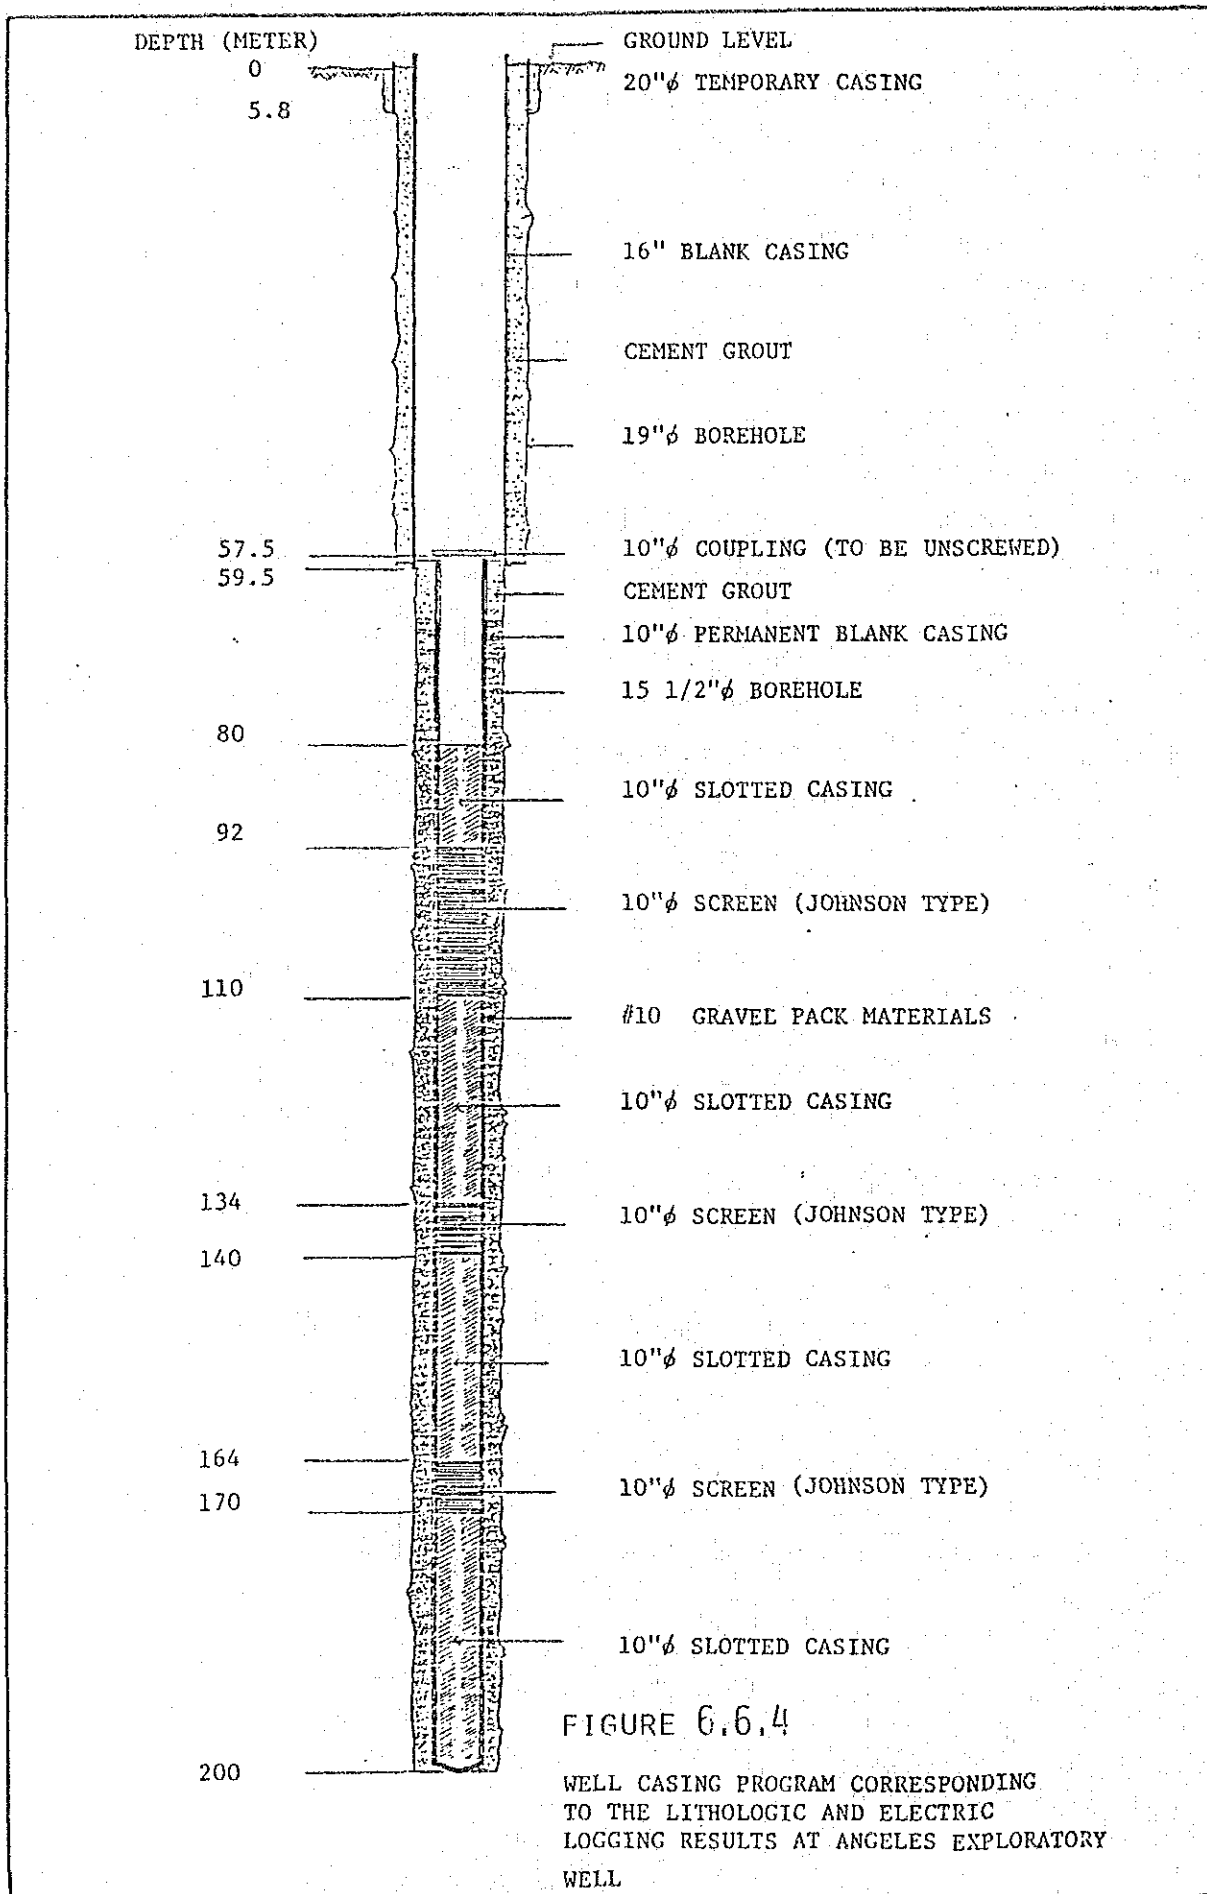 DEPTH (METER)
GROUND LEVEL
0
20"ϕ TEMPORARY CASING
5.8
16" BLANK CASING
CEMENT GROUT
19"ϕ BOREHOLE
57.5
10"ϕ COUPLING (TO BE UNSCREWED)
59.5
CEMENT GROUT
10"ϕ PERMANENT BLANK CASING
15 1/2"ϕ BOREHOLE
80
10"ϕ SLOTTED CASING
92
10"ϕ SCREEN (JOHNSON TYPE)
110
#10 GRAVEL PACK MATERIALS
10"ϕ SLOTTED CASING
134
10"ϕ SCREEN (JOHNSON TYPE)
140
10"ϕ SLOTTED CASING
164
10"ϕ SCREEN (JOHNSON TYPE)
170
10"ϕ SLOTTED CASING
FIGURE 6.6.4
200
WELL CASING PROGRAM CORRESPONDING
TO THE LITHOLOGIC AND ELECTRIC
LOGGING RESULTS AT ANGELES EXPLORATORY
WELL